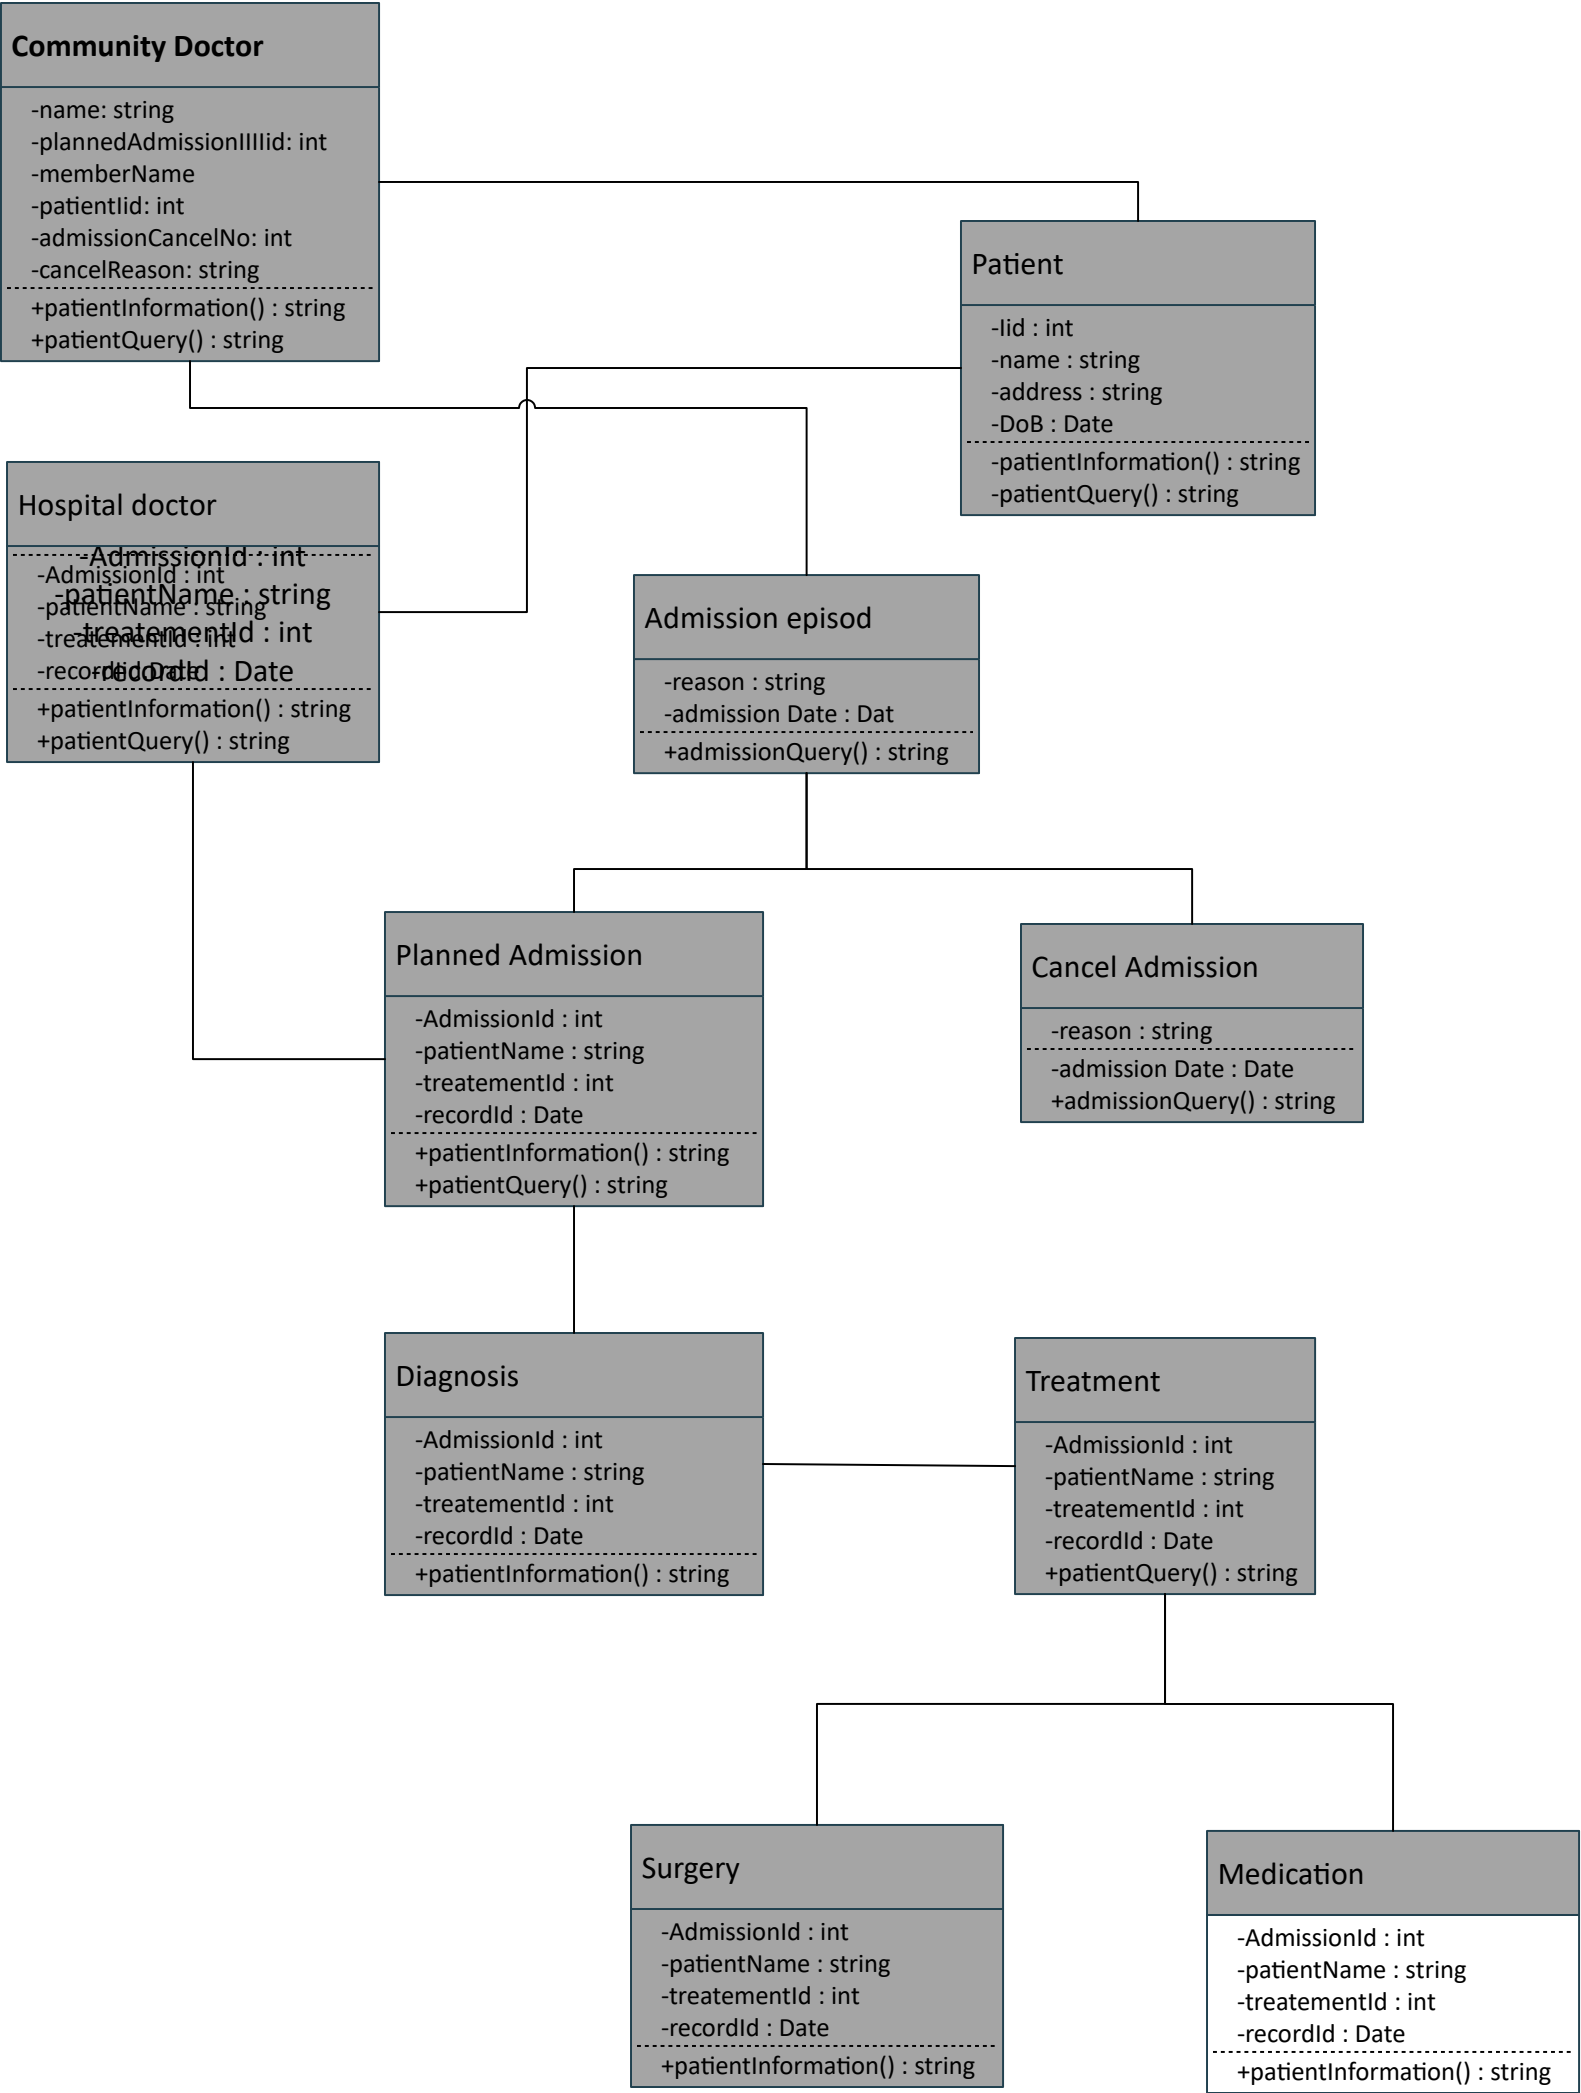 Community Doctor
-name: string
-plannedAdmissionIIIIid: int
-memberName
-patientIid: int
-admissionCancelNo: int
-cancelReason: string
+patientInformation() : string
+patientQuery() : string
Patient
-Iid : int
-name : string
-address : string
-DoB : Date
-patientInformation() : string
-patientQuery() : string
Hospital doctor
-AdmissionId : int
-AdmissionId : int
-patientName : string
-patientName : string
-treatementId : int
-treatementId : int
-recordId : Date
+patientInformation() : string
+patientQuery() : string
Admission episod
-reason : string
-admission Date : Dat
+admissionQuery() : string
Planned Admission
-AdmissionId : int
-patientName : string
-treatementId : int
-recordId : Date
+patientInformation() : string
+patientQuery() : string
Cancel Admission
-reason : string
-admission Date : Date
+admissionQuery() : string
Diagnosis
-AdmissionId : int
-patientName : string
-treatementId : int
-recordId : Date
+patientInformation() : string
Treatment
-AdmissionId : int
-patientName : string
-treatementId : int
-recordId : Date
+patientQuery() : string
Surgery
-AdmissionId : int
-patientName : string
-treatementId : int
-recordId : Date
+patientInformation() : string
Medication
-AdmissionId : int
-patientName : string
-treatementId : int
-recordId : Date
+patientInformation() : string